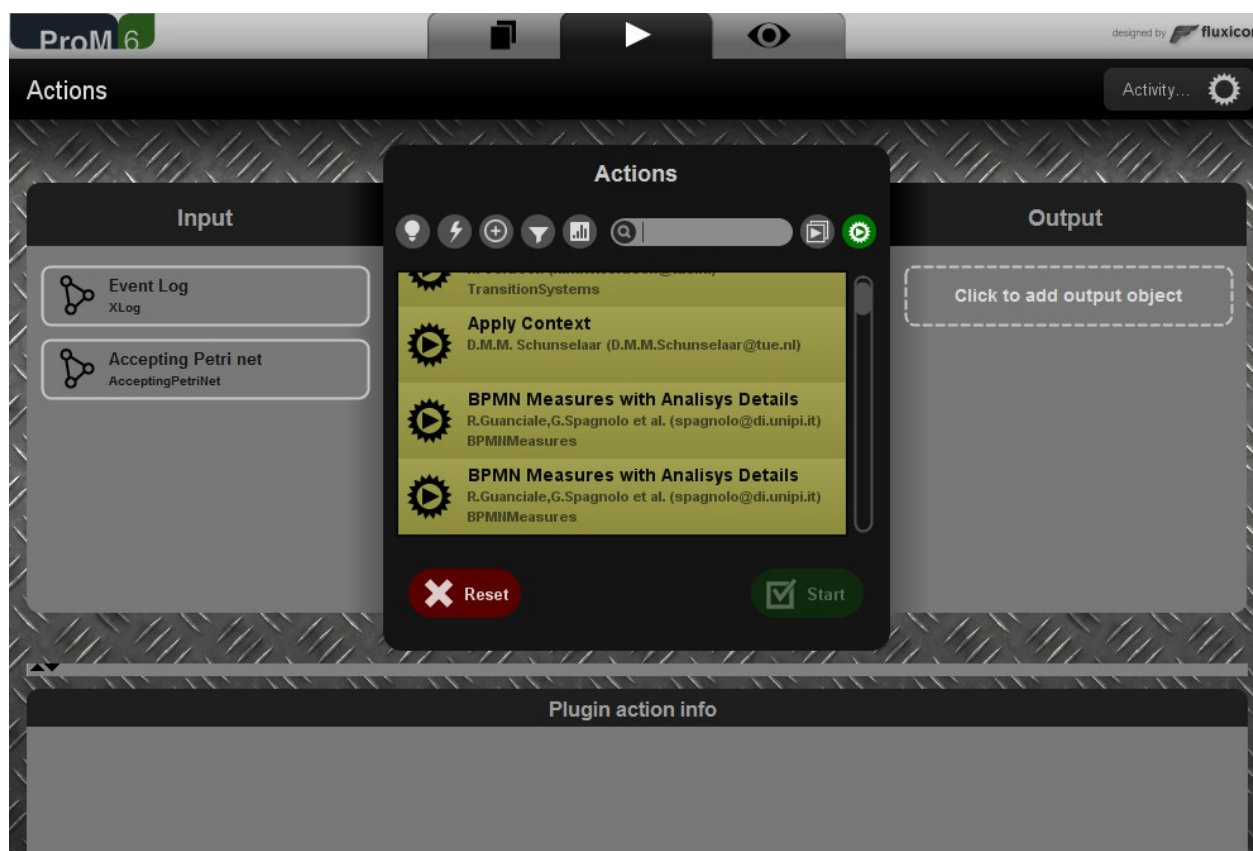 ProM 6
designed by fluxicon
Actions
Activity...
Actions
Input
Output
Event Log
XLog
Accepting Petri net
AcceptingPetriNet
TransitionSystems
Apply Context
D.M.M. Schunselaar (D.M.M.Schunselaar@tue.nl)
BPMN Measures with Analisys Details
R.Guanciale,G.Spagnolo et al. (spagnolo@di.unipi.it)
BPMNMeasures
BPMN Measures with Analisys Details
R.Guanciale,G.Spagnolo et al. (spagnolo@di.unipi.it)
BPMNMeasures
Click to add output object
Reset
Start
Plugin action info